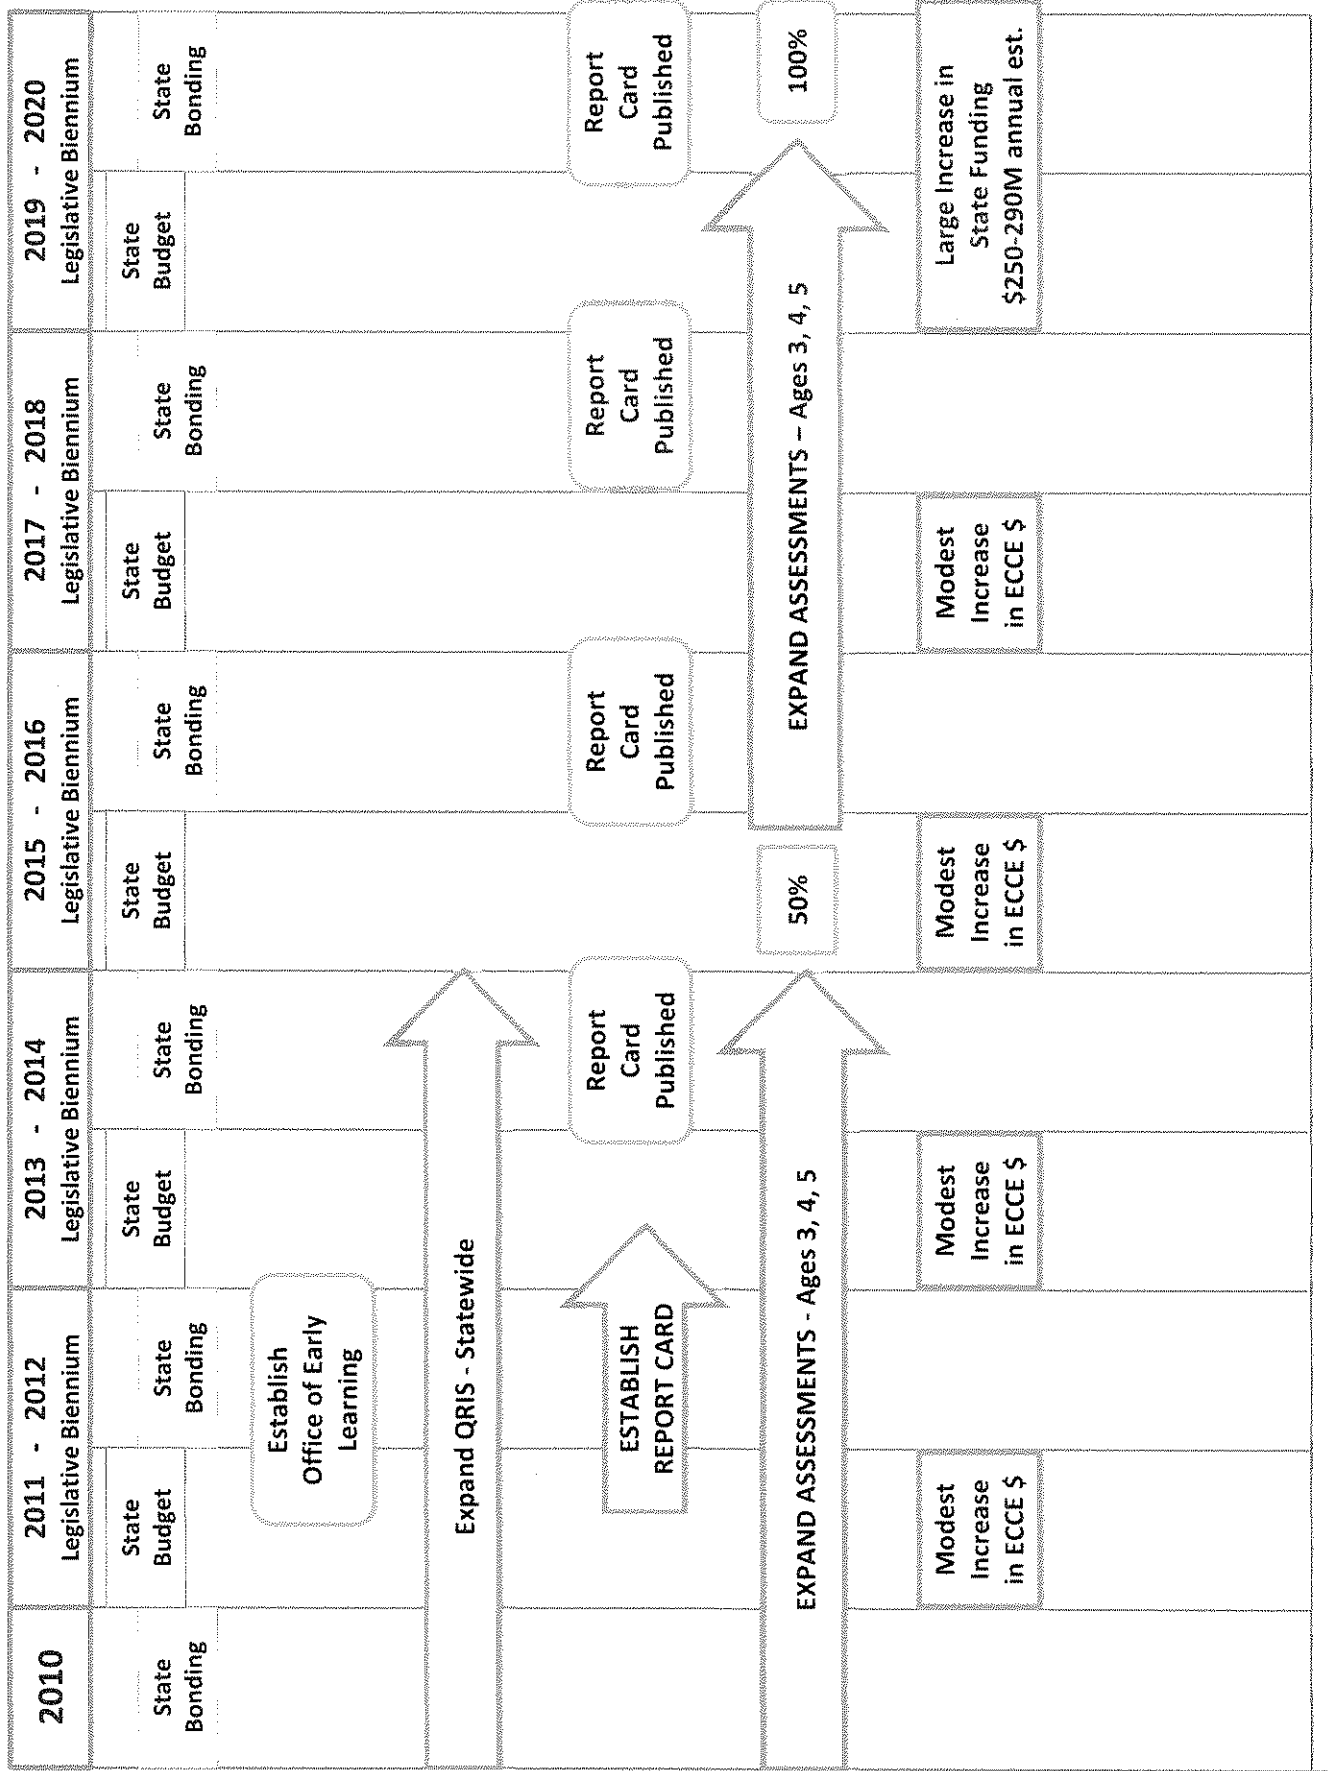 2010
2011 - 2012
Legislative Biennium
2013 - 2014
Legislative Biennium
2015 - 2016
Legislative Biennium
2017 - 2018
Legislative Biennium
2019 - 2020
Legislative Biennium
State
Bonding
State
Budget
State
Bonding
State
Budget
State
Bonding
State
Budget
State
Bonding
State
Budget
State
Bonding
State
Budget
State
Bonding
Establish
Office of Early
Learning
Expand QRIS - Statewide
ESTABLISH
REPORT CARD
Report
Card
Published
Report
Card
Published
Report
Card
Published
Report
Card
Published
EXPAND ASSESSMENTS - Ages 3, 4, 5
50%
EXPAND ASSESSMENTS – Ages 3, 4, 5
100%
Modest
Increase
in ECCE $
Modest
Increase
in ECCE $
Modest
Increase
in ECCE $
Modest
Increase
in ECCE $
Large Increase in
State Funding
$250-290M annual est.